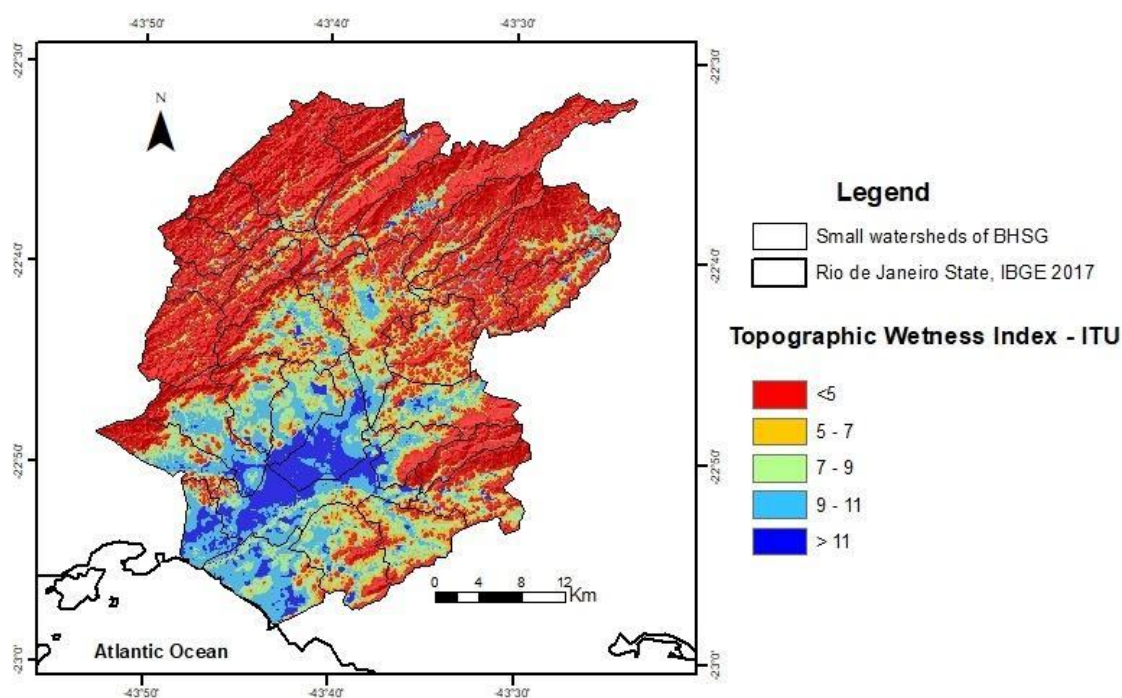 -43°50'
-43°40'
-43°30'
-22°30'
-22°30'
N
Legend
Small watersheds of BHSG
Rio de Janeiro State, IBGE 2017
-22°40'
-22°40'
Topographic Wetness Index - ITU
<5
5 - 7
7 - 9
9 - 11
> 11
-22°50'
-22°50'
0 4 8 12
Km
Atlantic Ocean
-23°0'
-23°0'
-43°50'
-43°40'
-43°30'